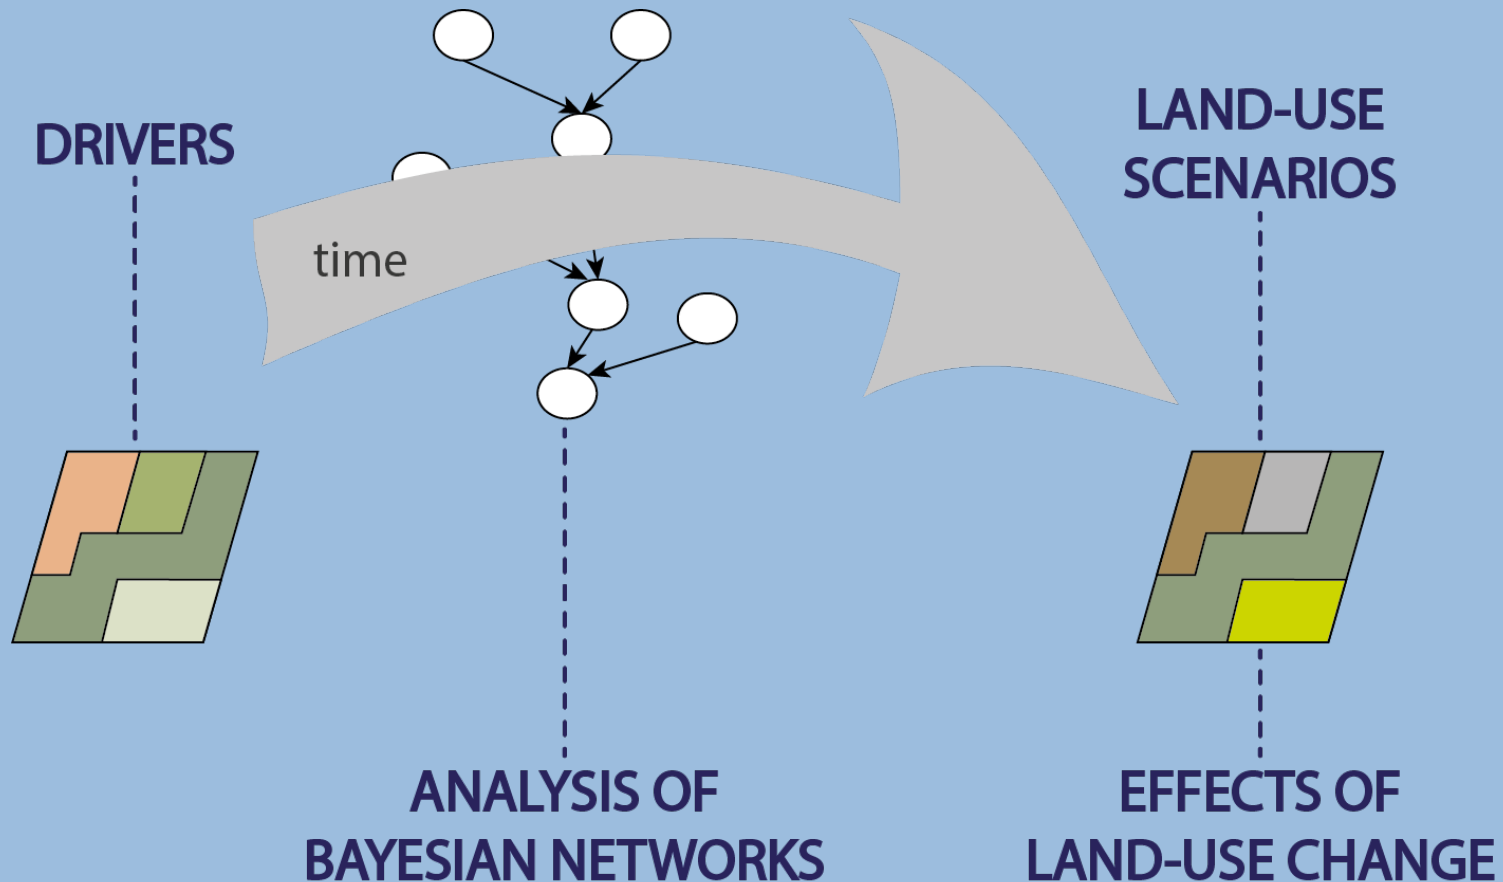 DRIVERS
time
LAND-USE
SCENARIOS
ANALYSIS OF
BAYESIAN NETWORKS
EFFECTS OF
LAND-USE CHANGE